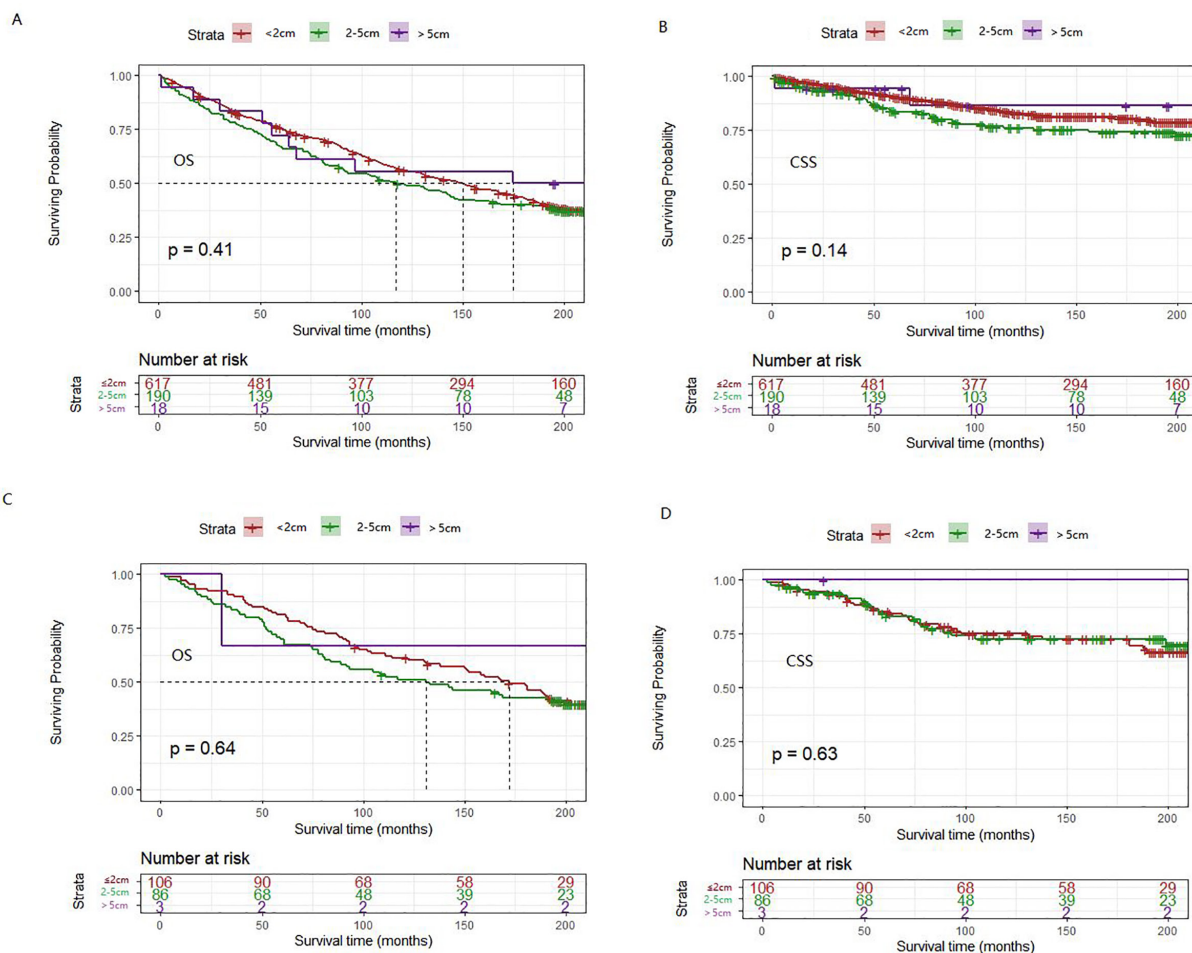 A
Strata <2cm 2-5cm > 5cm
Surviving Probability
1.00
0.75
0.50
0.25
0.00
OS
p = 0.41
0 50 100 150 200
Survival time (months)
Number at risk
Strata
≤2cm 617 481 377 294 160
2-5cm 190 139 103 78 48
> 5cm 18 15 10 10 7
0 50 100 150 200
Survival time (months)
B
Strata <2cm 2-5cm > 5cm
Surviving Probability
1.00
0.75
0.50
0.25
0.00
CSS
p = 0.14
0 50 100 150 200
Survival time (months)
Number at risk
Strata
≤2cm 617 481 377 294 160
2-5cm 190 139 103 78 48
> 5cm 18 15 10 10 7
0 50 100 150 200
Survival time (months)
C
Strata <2cm 2-5cm > 5cm
Surviving Probability
1.00
0.75
0.50
0.25
0.00
OS
p = 0.64
0 50 100 150 200
Survival time (months)
Number at risk
Strata
≤2cm 106 90 68 58 29
2-5cm 86 68 48 39 23
> 5cm 3 2 2 2 2
0 50 100 150 200
Survival time (months)
D
Strata <2cm 2-5cm > 5cm
Surviving Probability
1.00
0.75
0.50
0.25
0.00
CSS
p = 0.63
0 50 100 150 200
Survival time (months)
Number at risk
Strata
≤2cm 106 90 68 58 29
2-5cm 86 68 48 39 23
> 5cm 3 2 2 2 2
0 50 100 150 200
Survival time (months)